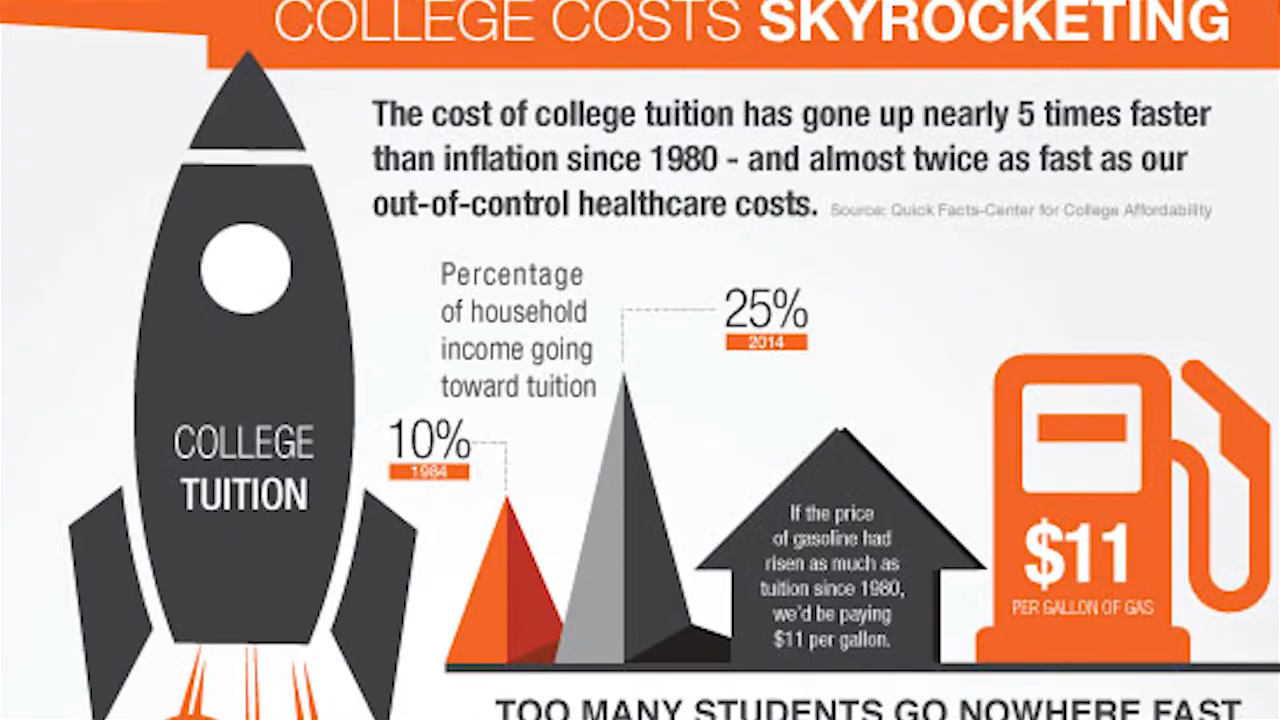 COLLEGE COSTS SKYROCKETING
The cost of college tuition has gone up nearly 5 times faster
than inflation since 1980 - and almost twice as fast as our
out-of-control healthcare costs. Source: Quick Facts-Center for College Affordability
Percentage
of household
income going
toward tuition
25%
2014
10%
1984
COLLEGE
TUITION
If the price
of gasoline had
risen as much as
tuition since 1980,
we'd be paying
$11 per gallon.
$11
PER GALLON OF GAS
TOO MANY STUDENTS GO NOWHERE FAST